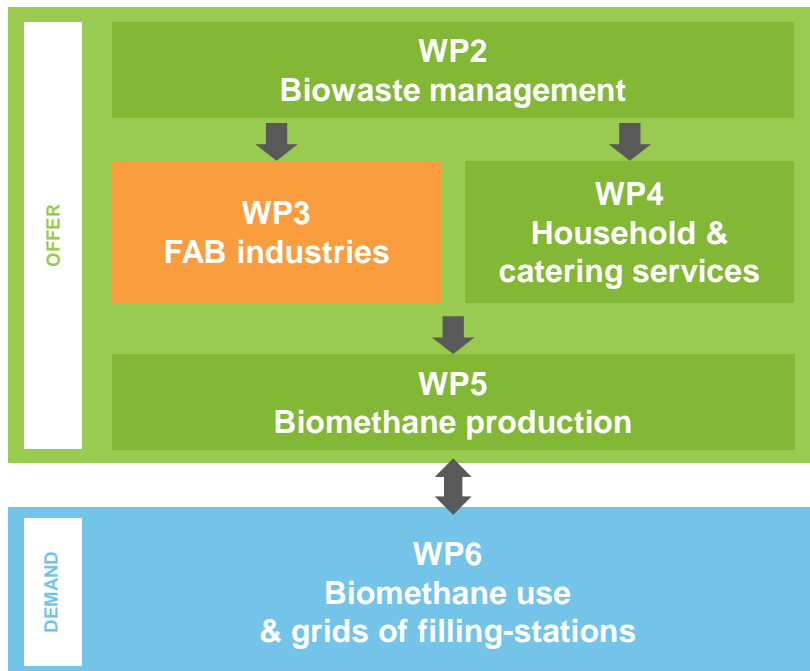 OFFER
WP2
Biowaste management
WP3
FAB industries
WP4
Household &
catering services
WP5
Biomethane production
DEMAND
WP6
Biomethane use
& grids of filling-stations